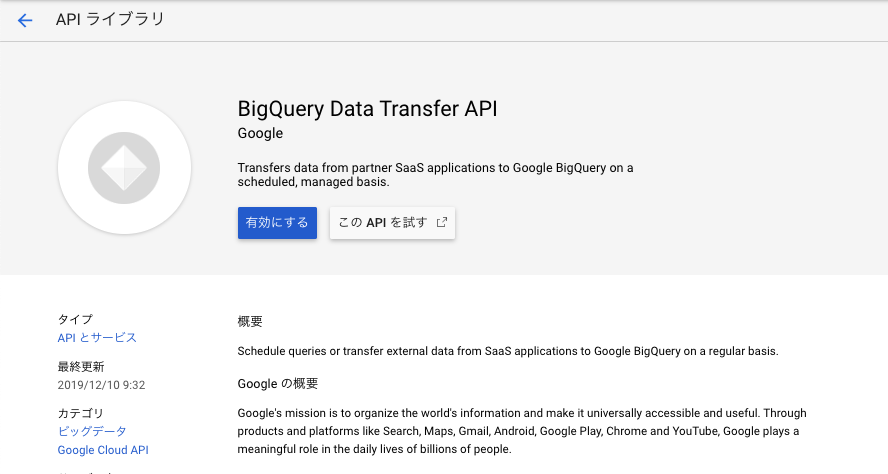 API ライブラリ
BigQuery Data Transfer API
Google
Transfers data from partner SaaS applications to Google BigQuery on a
scheduled, managed basis.
有効にする
この API を試す
タイプ
API とサービス
最終更新
2019/12/10 9:32
カテゴリ
ビッグデータ
Google Cloud API
概要
Schedule queries or transfer external data from SaaS applications to Google BigQuery on a regular basis.
Google の概要
Google's mission is to organize the world's information and make it universally accessible and useful. Through
products and platforms like Search, Maps, Gmail, Android, Google Play, Chrome and YouTube, Google plays a
meaningful role in the daily lives of billions of people.